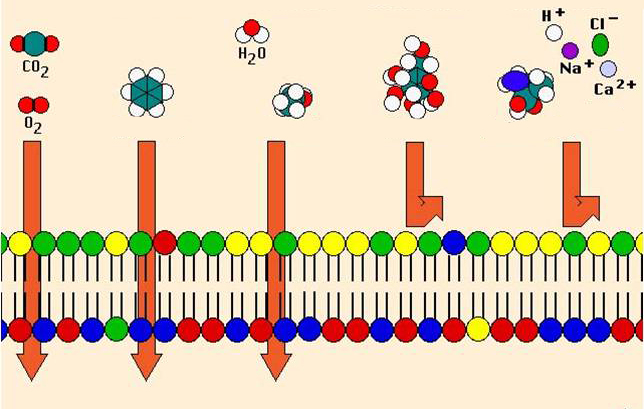 CO2
O2
H2O
H+
Cl-
Na+
Ca2+